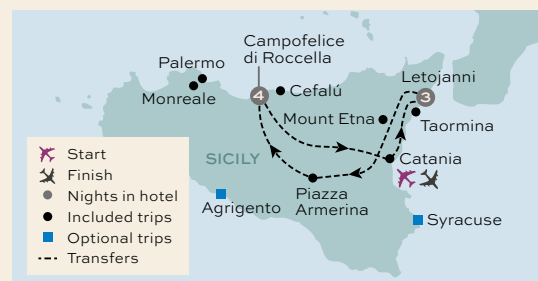 Campofelice
di Roccella
Palermo
Monreale
4
Cefalú
Letojanni
3
Mount Etna
Taormina
SICILY
Catania
Piazza
Armerina
Agrigento
Syracuse
Start
Finish
Nights in hotel
Included trips
Optional trips
Transfers